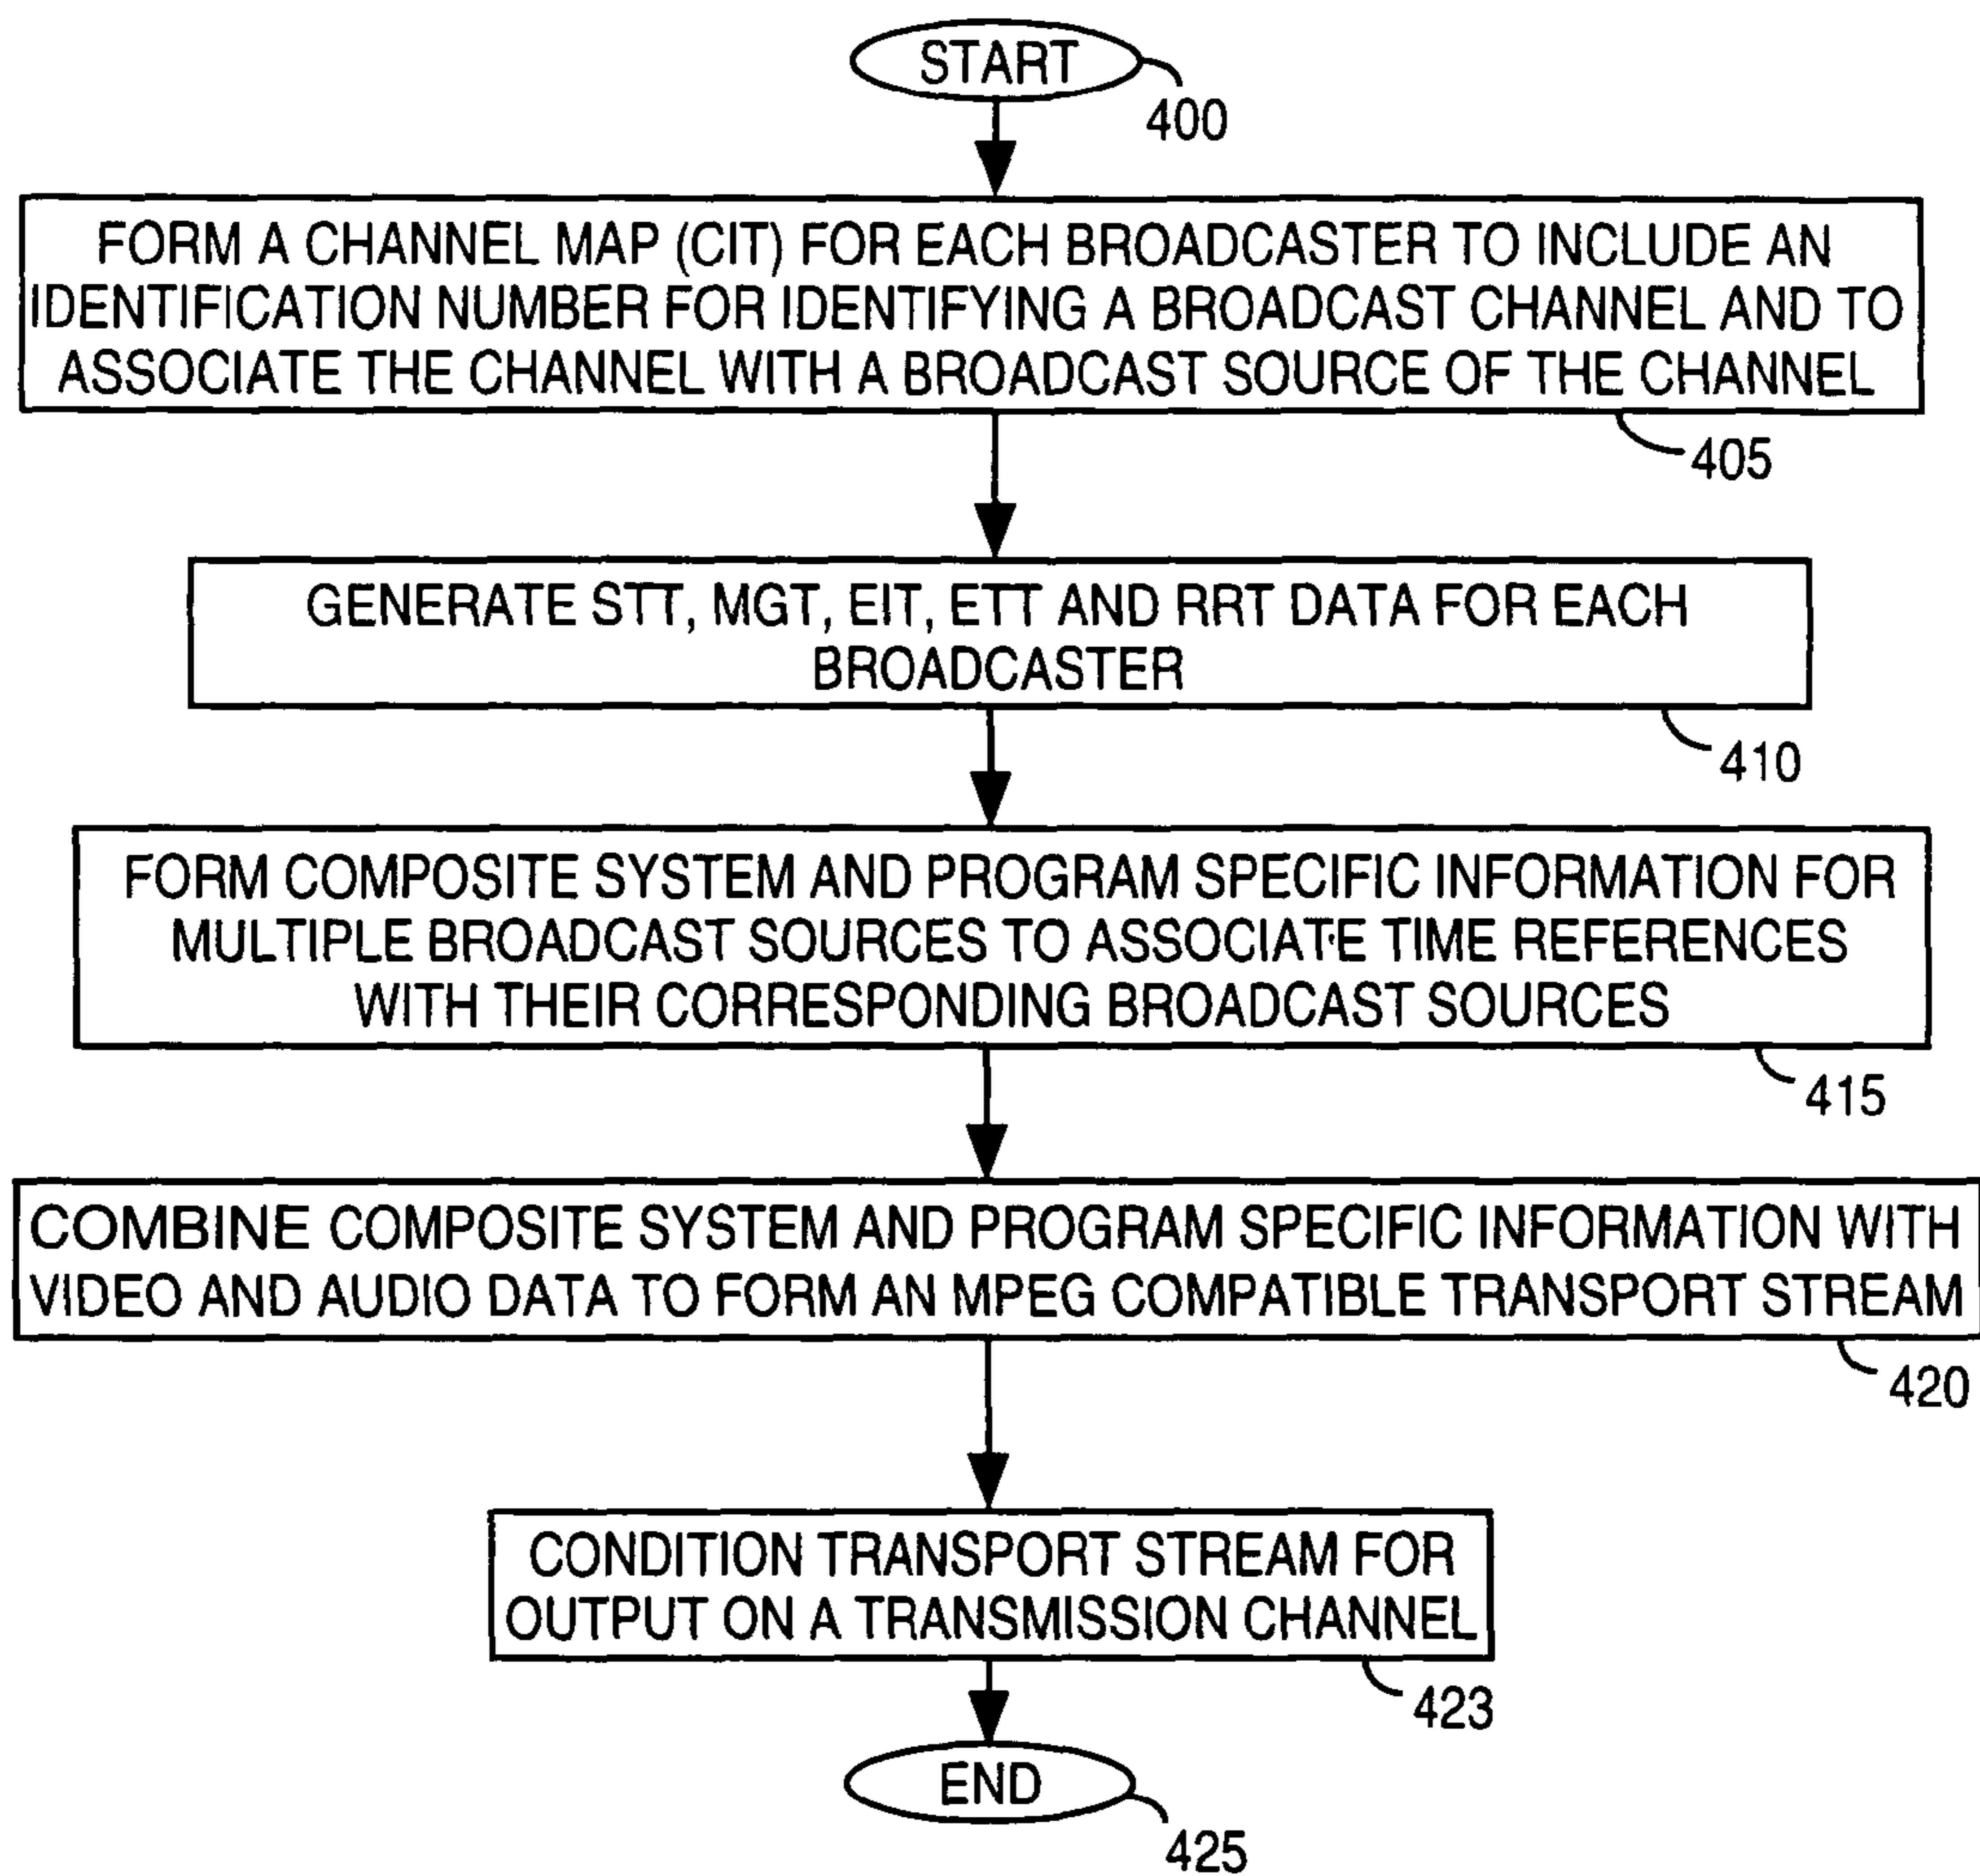 START
400
FORM A CHANNEL MAP (CIT) FOR EACH BROADCASTER TO INCLUDE AN
IDENTIFICATION NUMBER FOR IDENTIFYING A BROADCAST CHANNEL AND TO
ASSOCIATE THE CHANNEL WITH A BROADCAST SOURCE OF THE CHANNEL
405
GENERATE STT, MGT, EIT, ETT AND RRT DATA FOR EACH
BROADCASTER
410
FORM COMPOSITE SYSTEM AND PROGRAM SPECIFIC INFORMATION FOR
MULTIPLE BROADCAST SOURCES TO ASSOCIATE TIME REFERENCES
WITH THEIR CORRESPONDING BROADCAST SOURCES
415
COMBINE COMPOSITE SYSTEM AND PROGRAM SPECIFIC INFORMATION WITH
VIDEO AND AUDIO DATA TO FORM AN MPEG COMPATIBLE TRANSPORT STREAM
420
CONDITION TRANSPORT STREAM FOR
OUTPUT ON A TRANSMISSION CHANNEL
423
END
425